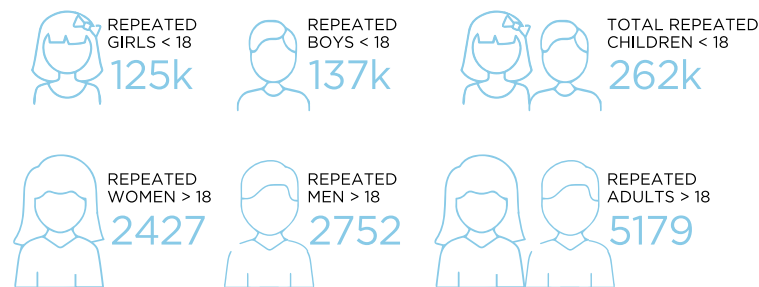 REPEATED
GIRLS < 18
125k
REPEATED
BOYS < 18
137k
TOTAL REPEATED
CHILDREN < 18
262k
REPEATED
WOMEN > 18
2427
REPEATED
MEN > 18
2752
REPEATED
ADULTS > 18
5179